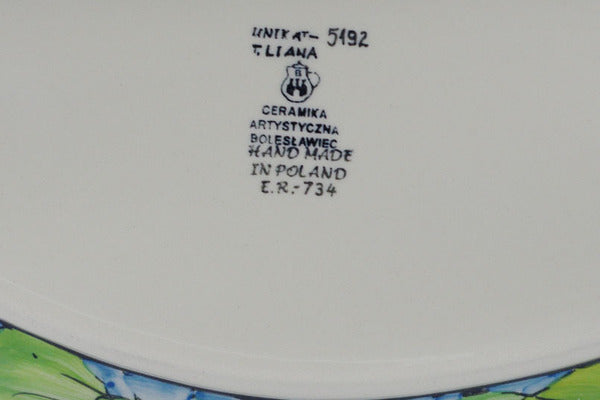 UNIKAT- 5192
T.LIANA
B
CERAMIKA
ARTYSTYCZNA
BOLESŁAWIEC
HAND MADE
IN POLAND
E.R.-734